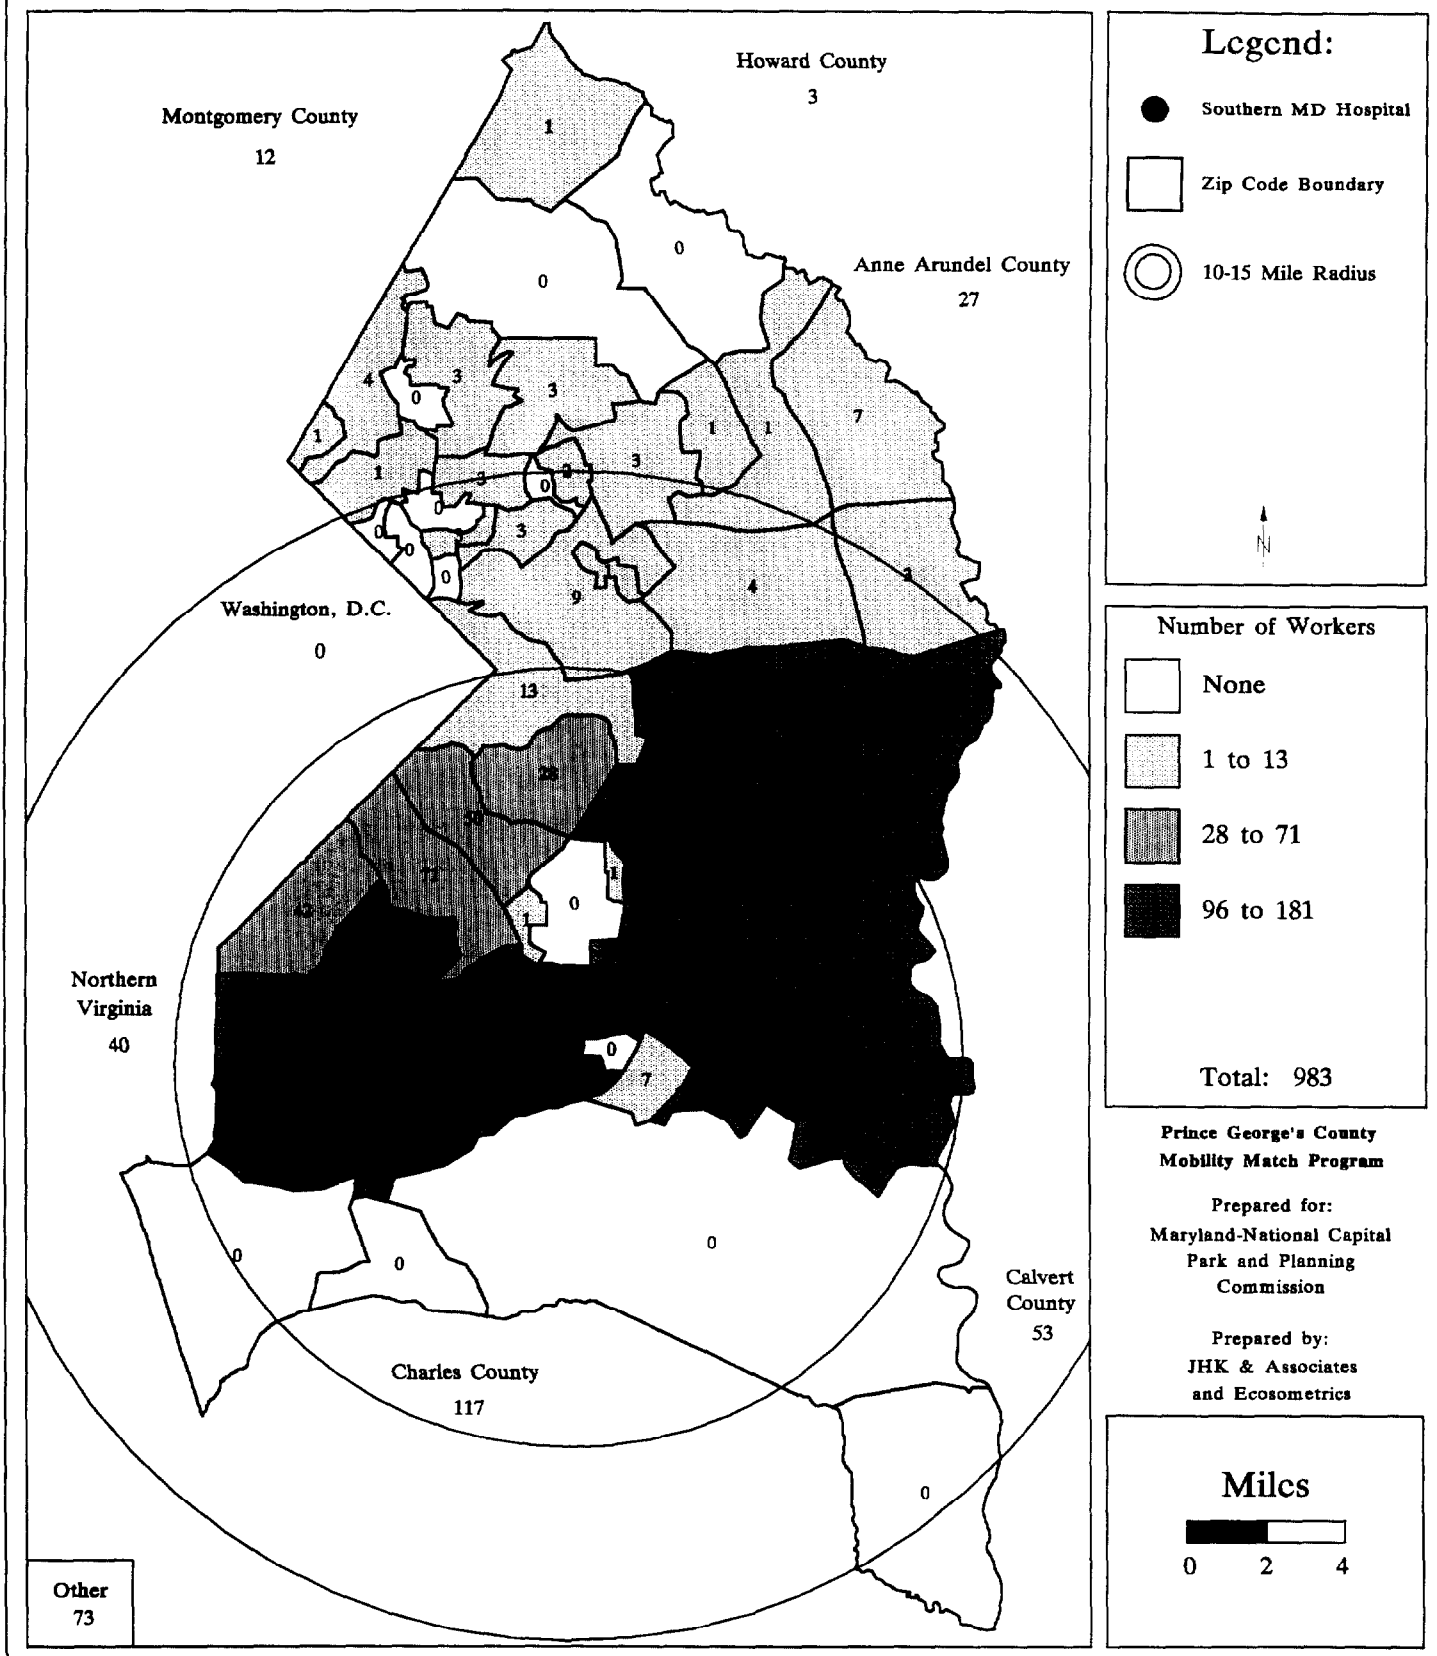 Howard County
3
Montgomery County
12
1
0
Anne Arundel County
27
0
4
3
0
3
7
1
1
1
3
1
3
0
0
0
0
3
0
9
4
Washington, D.C.
0
13
28
71
1
0
1
Northern
Virginia
40
0
7
0
0
0
Calvert
County
53
Charles County
117
0
Other
73
Legend:
Southern MD Hospital
Zip Code Boundary
10-15 Mile Radius
N
Number of Workers
None
1 to 13
28 to 71
96 to 181
Total: 983
Prince George's County
Mobility Match Program
Prepared for:
Maryland-National Capital
Park and Planning
Commission
Prepared by:
JHK & Associates
and Ecosometrics
Miles
0 2 4